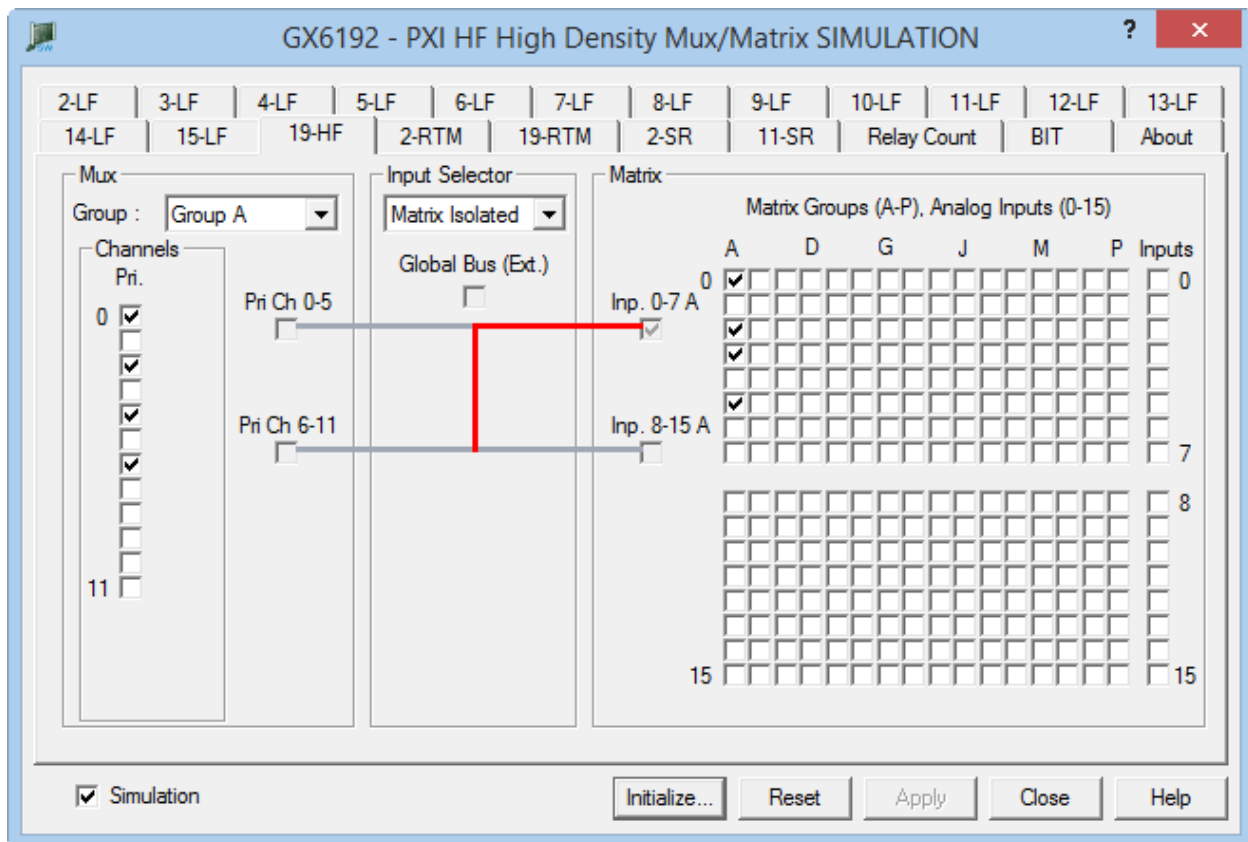 GX6192 - PXI HF High Density Mux/Matrix SIMULATION ? ×
2-LF 3-LF 4-LF 5-LF 6-LF 7-LF 8-LF 9-LF 10-LF 11-LF 12-LF 13-LF
14-LF 15-LF 19-HF 2-RTM 19-RTM 2-SR 11-SR Relay Count BIT About
Mux
Group : Group A
Channels
Pri.
0
11
Pri Ch 0-5
Pri Ch 6-11
Input Selector
Matrix Isolated
Global Bus (Ext.)
Matrix
Matrix Groups (A-P), Analog Inputs (0-15)
A D G J M P Inputs
0 0
Inp. 0-7 A
Inp. 8-15 A
7
8
15 15
Simulation
Initialize... Reset Apply Close Help